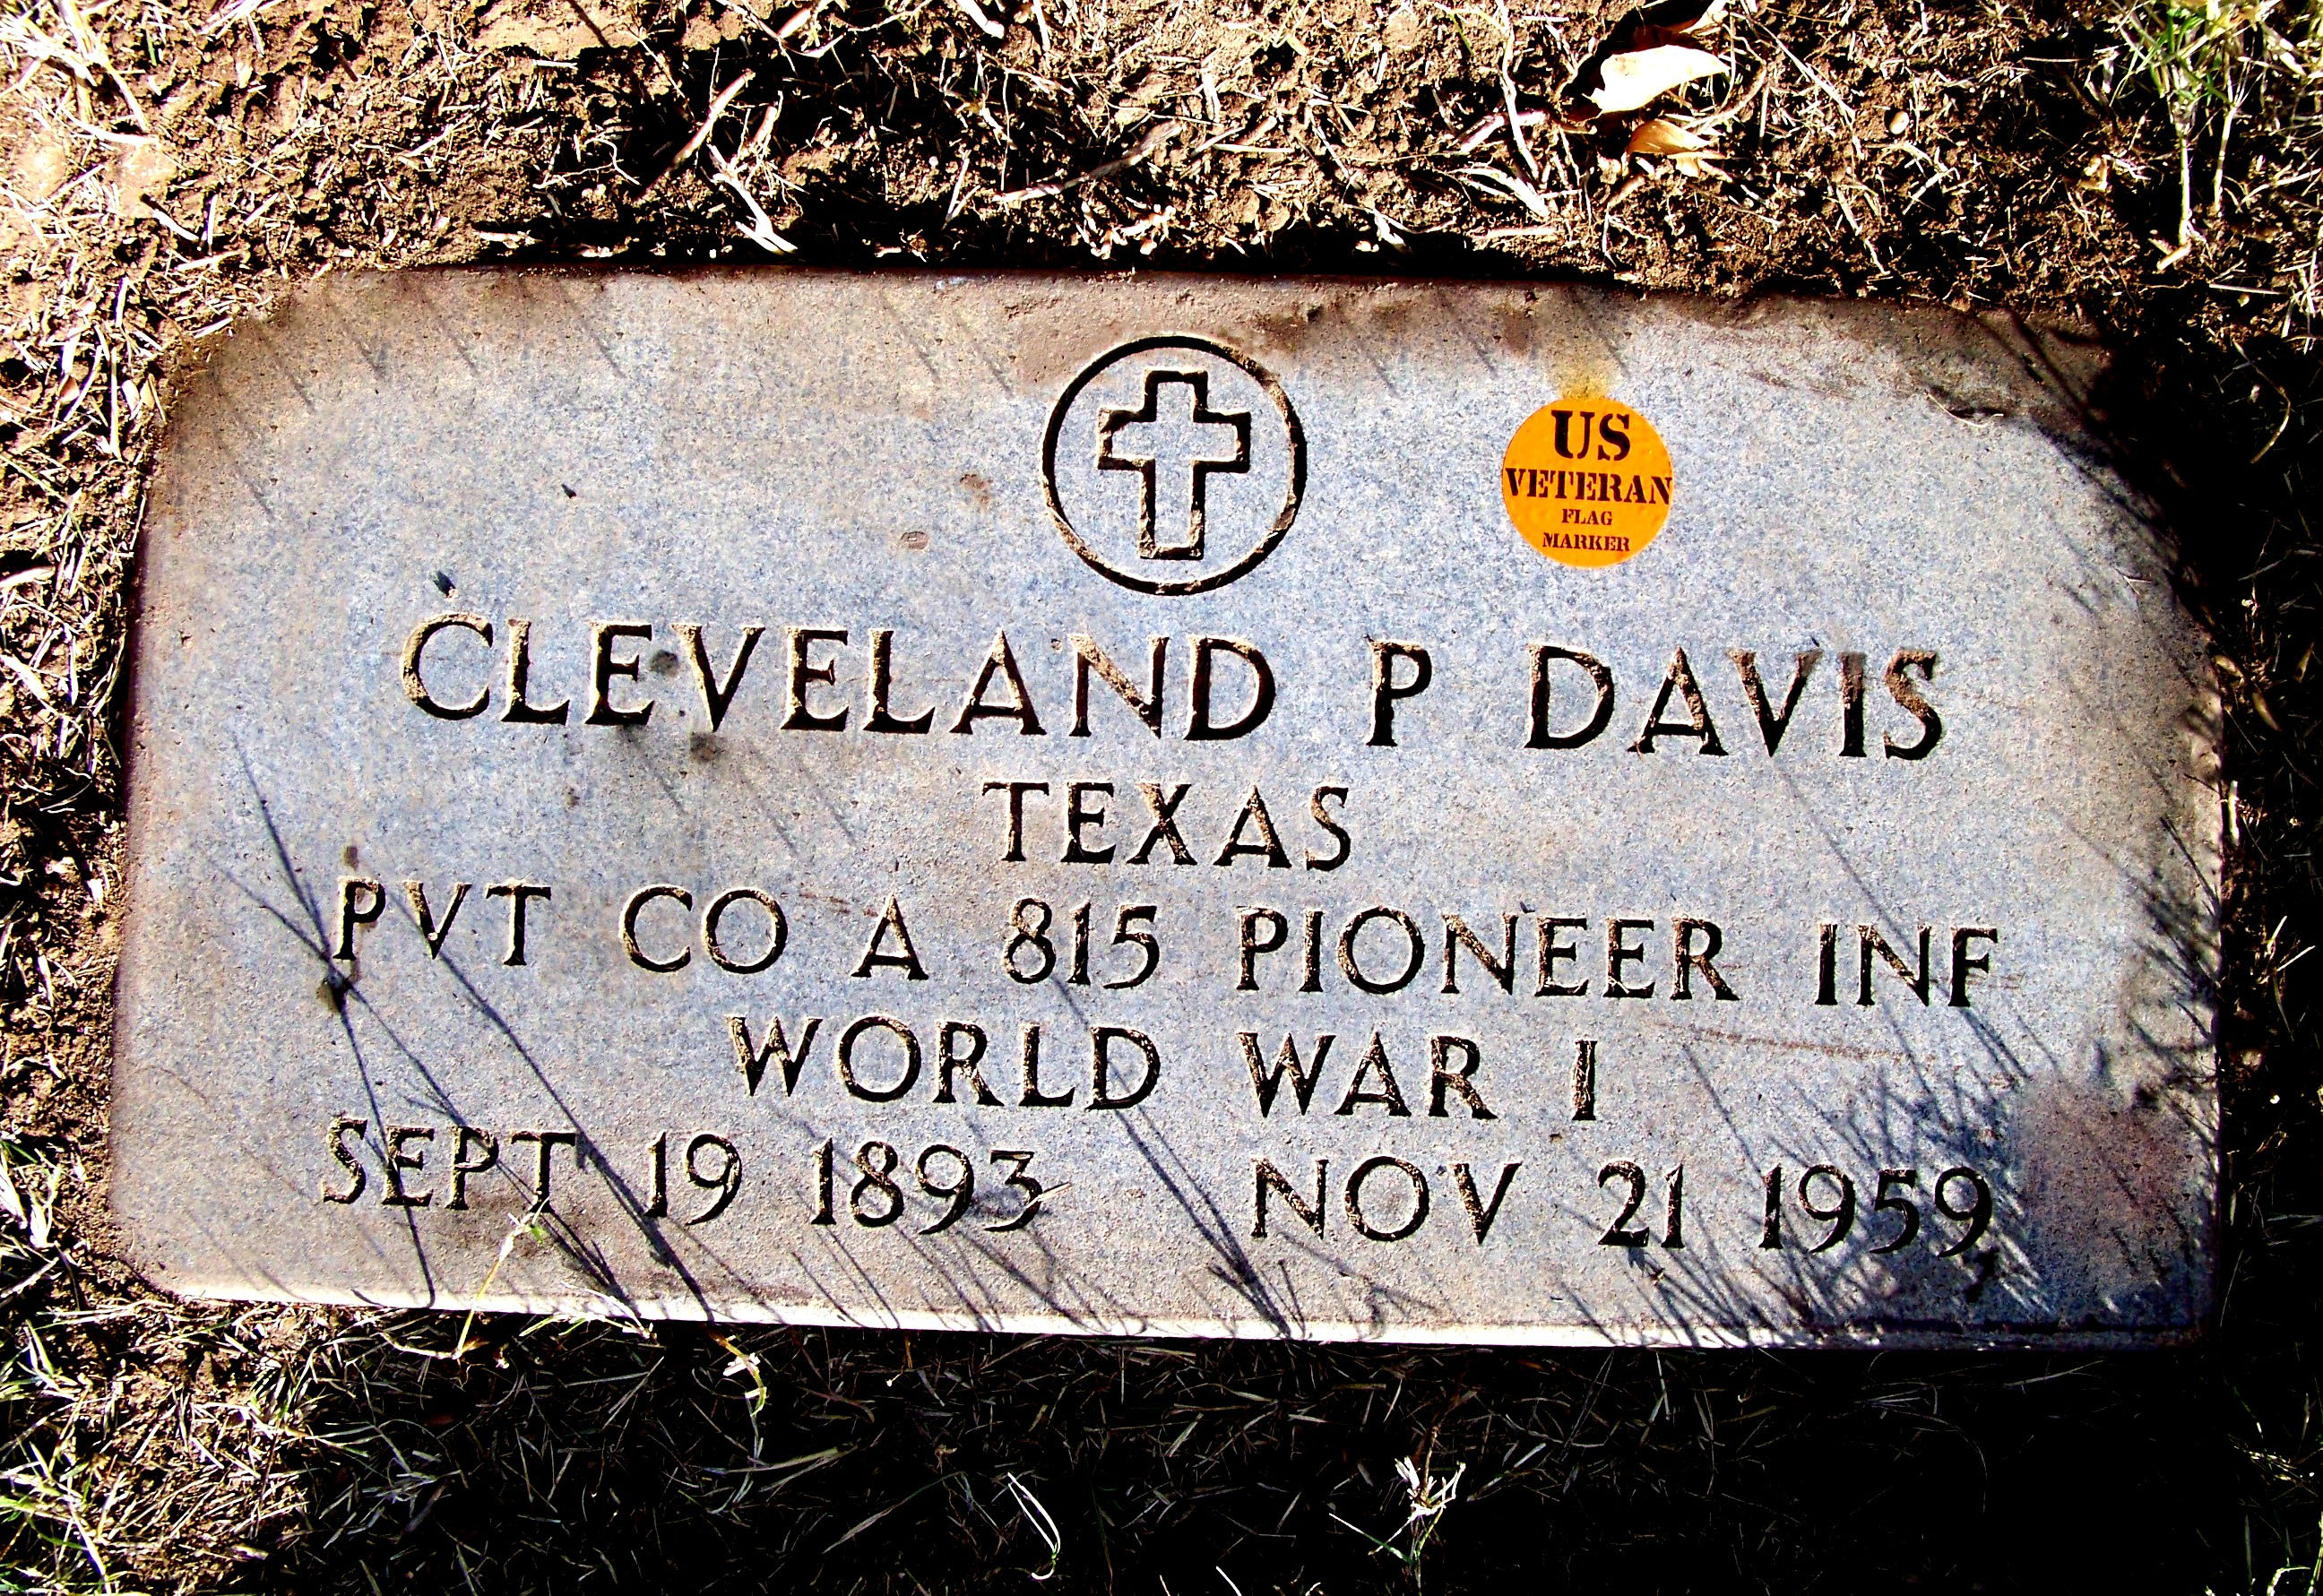 US
VETERAN
FLAG
MARKER
CLEVELAND P DAVIS
TEXAS
PVT CO A 815 PIONEER INF
WORLD WAR I
SEPT 19 1893 NOV 21 1959